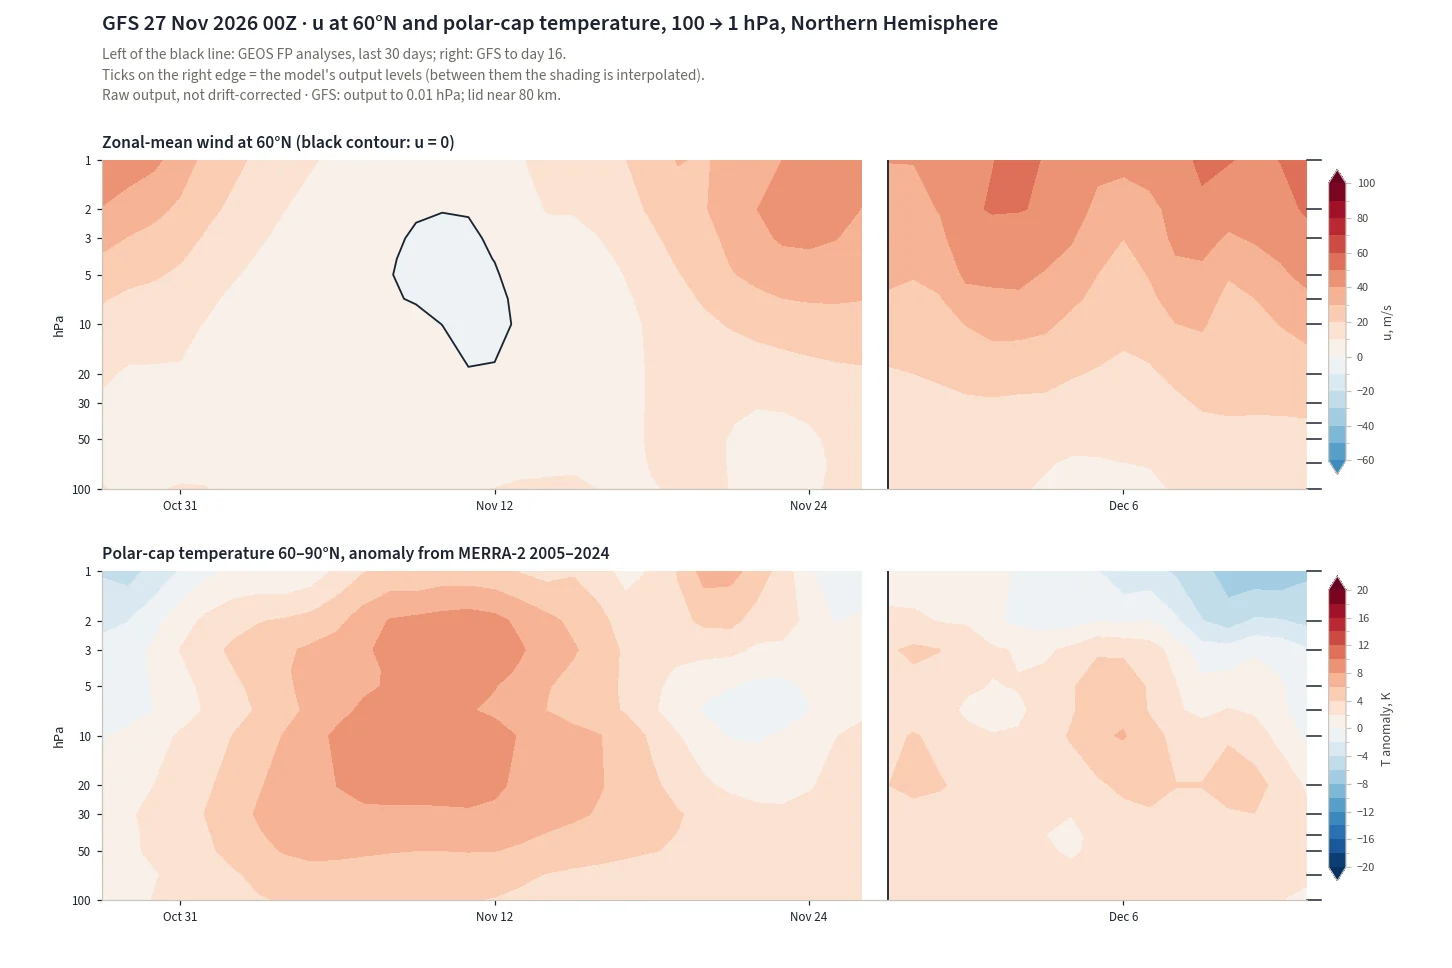 GFS 27 Nov 2026 00Z · u at 60°N and polar-cap temperature, 100 → 1 hPa, Northern Hemisphere
Left of the black line: GEOS FP analyses, last 30 days; right: GFS to day 16.
Ticks on the right edge = the model's output levels (between them the shading is interpolated).
Raw output, not drift-corrected · GFS: output to 0.01 hPa; lid near 80 km.
Zonal-mean wind at 60°N (black contour: u = 0)
1
2
3
5
10
20
30
50
100
hPa
Oct 31
Nov 12
Nov 24
Dec 6
100
80
60
40
20
0
−20
−40
−60
u, m/s
Polar-cap temperature 60–90°N, anomaly from MERRA-2 2005–2024
1
2
3
5
10
20
30
50
100
hPa
Oct 31
Nov 12
Nov 24
Dec 6
20
16
12
8
4
0
−4
−8
−12
−16
−20
T anomaly, K